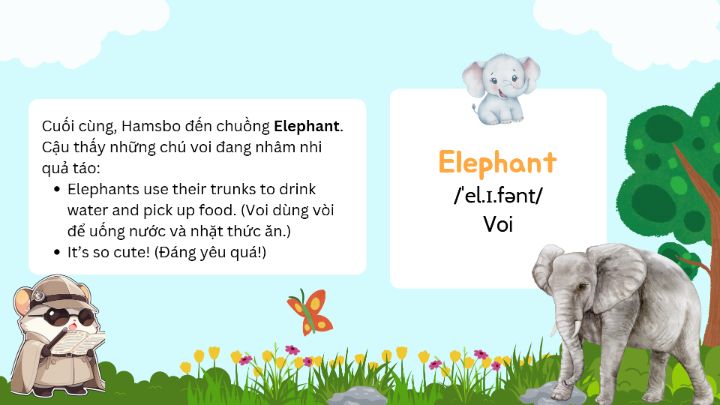 Cuối cùng, Hamsbo đến chuồng Elephant.
Cậu thấy những chú voi đang nhâm nhi
quả táo:
• Elephants use their trunks to drink
water and pick up food. (Voi dùng vòi
để uống nước và nhặt thức ăn.)
• It's so cute! (Đáng yêu quá!)
Elephant
/ˈel.ɪ.fənt/
Voi